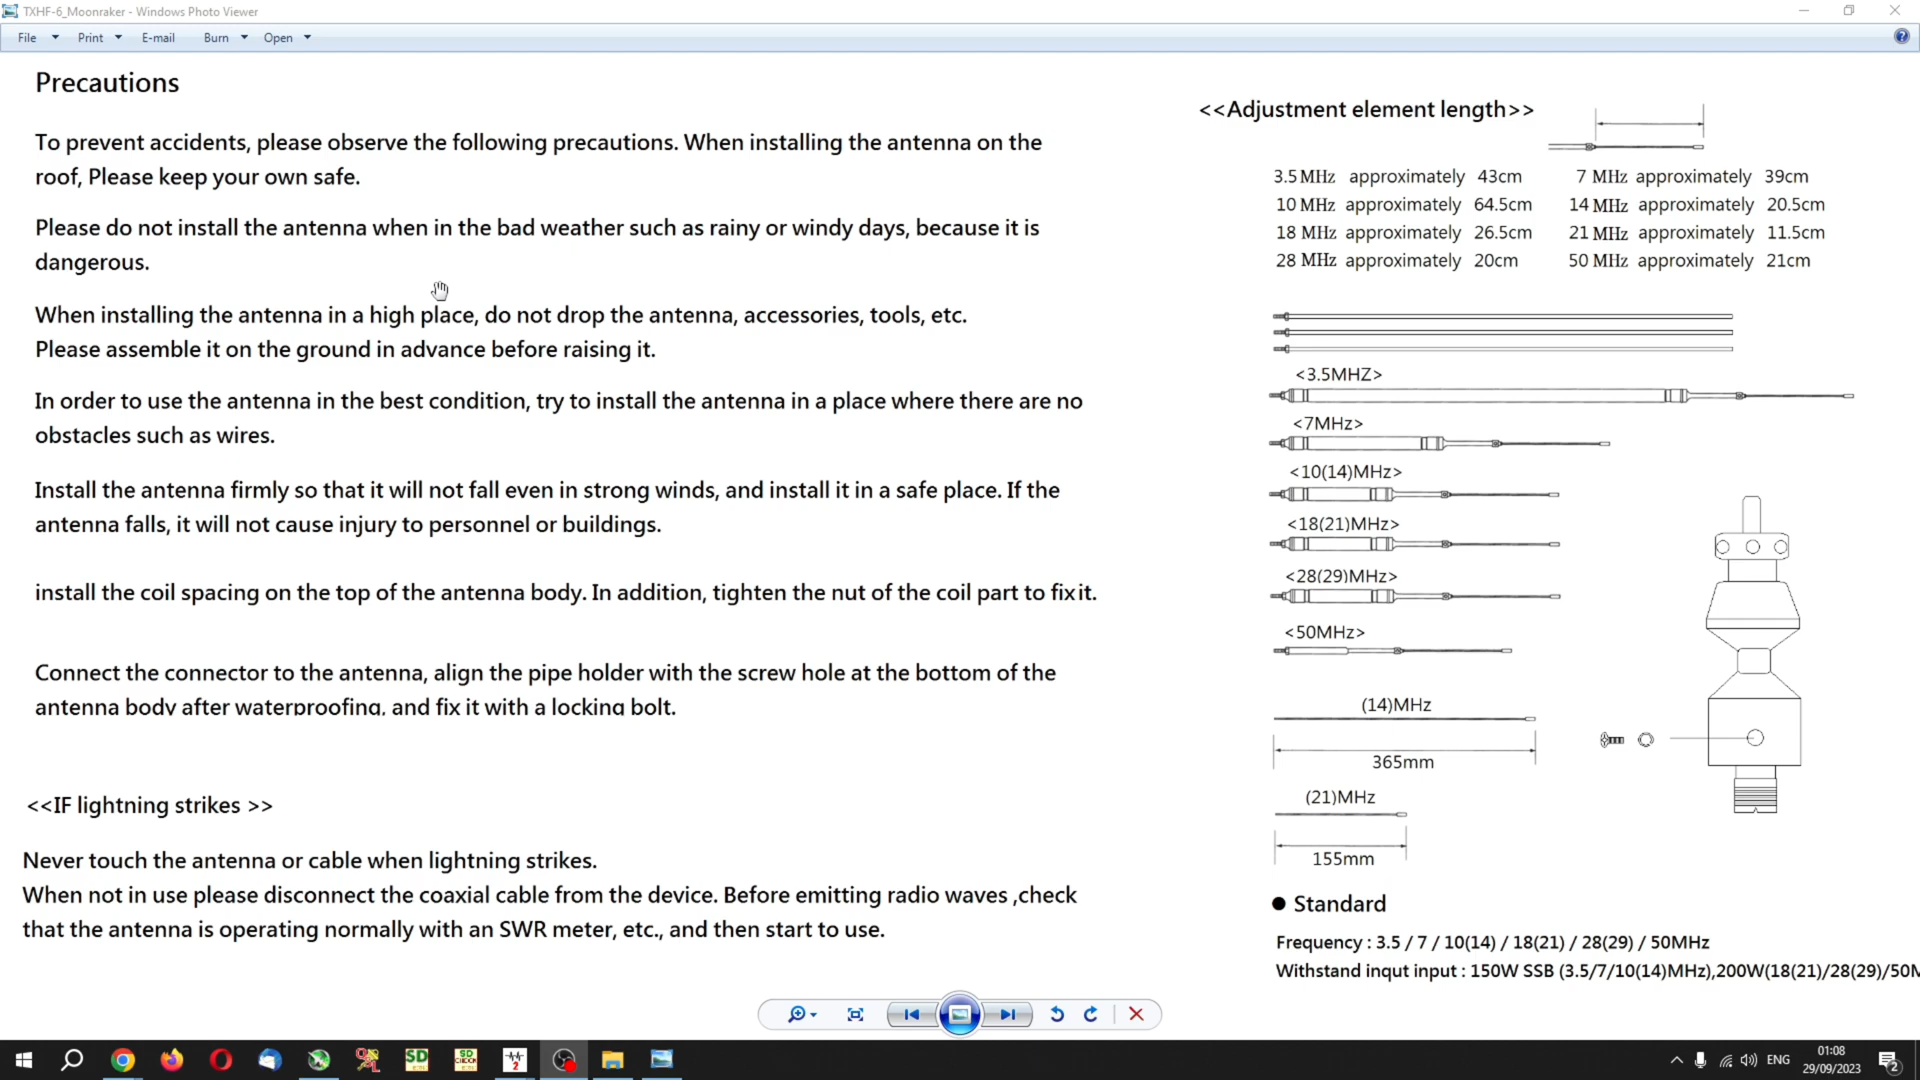 TXHF-6_Moonraker - Windows Photo Viewer
File Print E-mail Burn Open
Precautions
To prevent accidents, please observe the following precautions. When installing the antenna on the
roof, Please keep your own safe.
Please do not install the antenna when in the bad weather such as rainy or windy days, because it is
dangerous.
When installing the antenna in a high place, do not drop the antenna, accessories, tools, etc.
Please assemble it on the ground in advance before raising it.
In order to use the antenna in the best condition, try to install the antenna in a place where there are no
obstacles such as wires.
Install the antenna firmly so that it will not fall even in strong winds, and install it in a safe place. If the
antenna falls, it will not cause injury to personnel or buildings.
install the coil spacing on the top of the antenna body. In addition, tighten the nut of the coil part to fix it.
Connect the connector to the antenna, align the pipe holder with the screw hole at the bottom of the
antenna body after waterproofing, and fix it with a locking bolt.
<<IF lightning strikes >>
Never touch the antenna or cable when lightning strikes.
When not in use please disconnect the coaxial cable from the device. Before emitting radio waves ,check
that the antenna is operating normally with an SWR meter, etc., and then start to use.
<<Adjustment element length>>
3.5 MHz approximately 43cm 7 MHz approximately 39cm
10 MHz approximately 64.5cm 14 MHz approximately 20.5cm
18 MHz approximately 26.5cm 21 MHz approximately 11.5cm
28 MHz approximately 20cm 50 MHz approximately 21cm
<3.5MHZ>
<7MHz>
<10(14)MHz>
<18(21)MHz>
<28(29)MHz>
<50MHz>
(14)MHz
365mm
(21)MHz
155mm
● Standard
Frequency : 3.5 / 7 / 10(14) / 18(21) / 28(29) / 50MHz
Withstand inqut input : 150W SSB (3.5/7/10(14)MHz),200W(18(21)/28(29)/50M
SD
SD
CHECK
2
ENG
01:08
29/09/2023
2